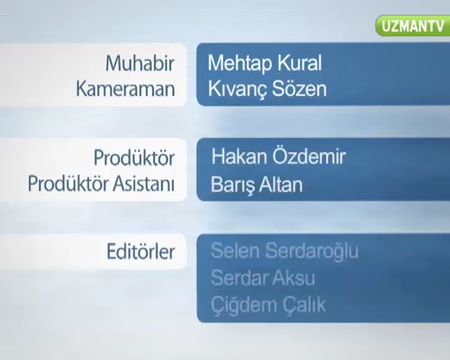 UZMANTV
Muhabir Mehtap Kural
Kameraman Kıvanç Sözen
Prodüktör Hakan Özdemir
Prodüktör Asistanı Barış Altan
Editörler Selen Serdaroğlu
Serdar Aksu
Çiğdem Çalık